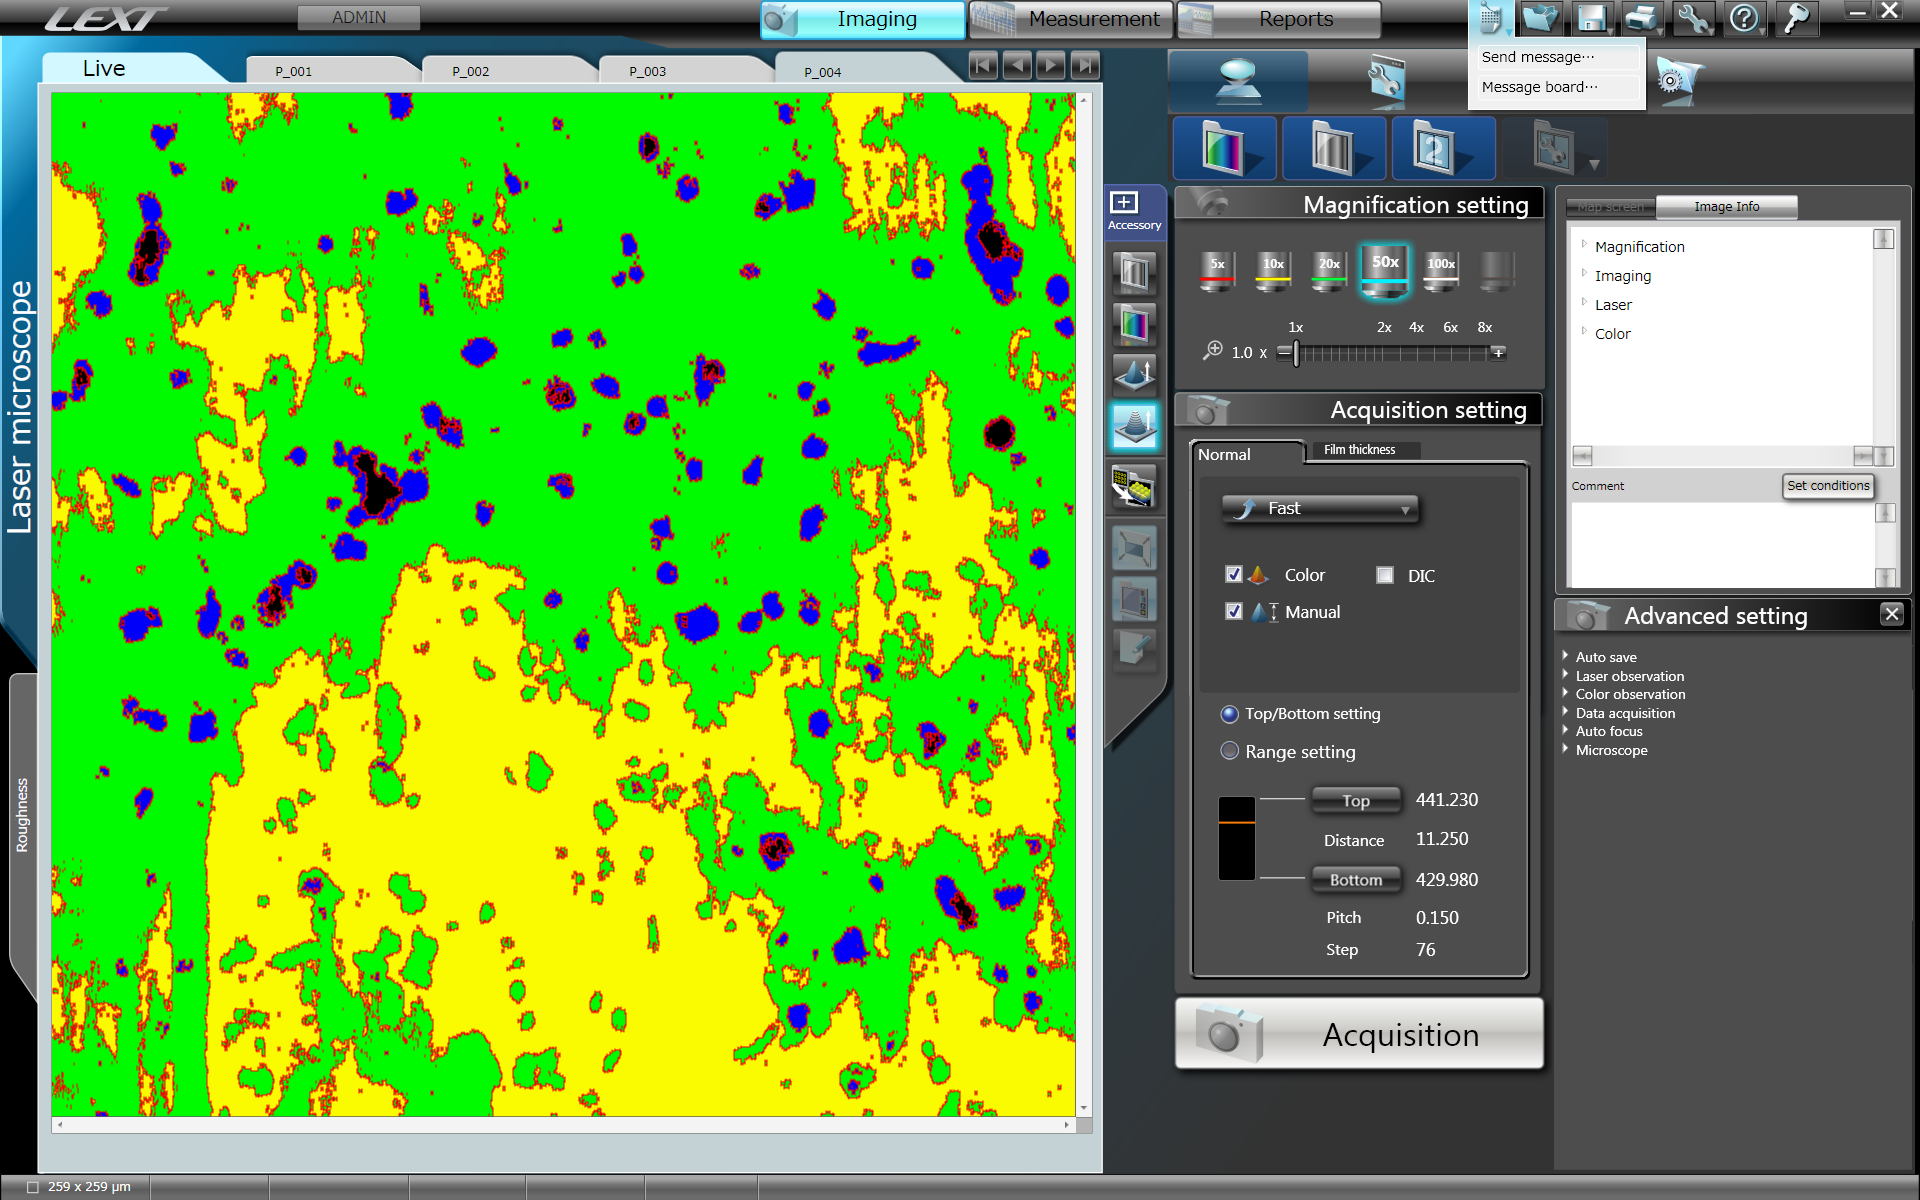 LEXT
ADMIN
Imaging
Measurement
Reports
Send message···
Message board···
Live
P_001
P_002
P_003
P_004
Laser microscope
Roughness
Accessory
2
Magnification setting
5x
10x
20x
50x
100x
1x
2x
4x
6x
8x
1.0 x
Acquisition setting
Normal
Film thickness
Fast
Color
DIC
Manual
Top/Bottom setting
Range setting
Top
441.230
Distance
11.250
Bottom
429.980
Pitch
0.150
Step
76
Acquisition
Map screen
Image Info
Magnification
Imaging
Laser
Color
Comment
Set conditions
Advanced setting
Auto save
Laser observation
Color observation
Data acquisition
Auto focus
Microscope
259 x 259 µm